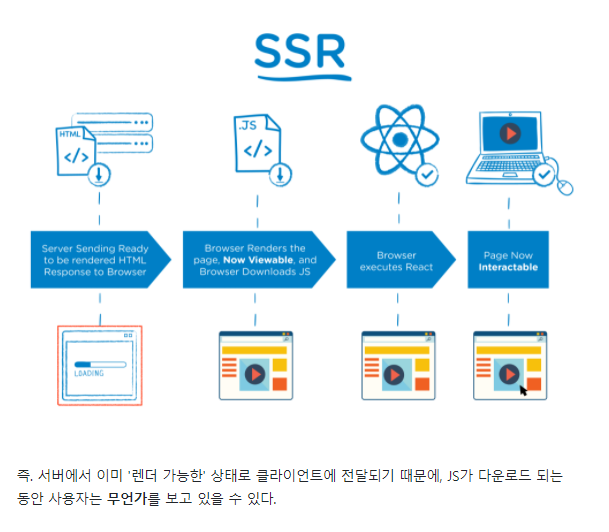 SSR
HTML
</>
.JS
</>
Server Sending Ready
to be rendered HTML
Response to Browser
Browser Renders the
page, Now Viewable, and
Browser Downloads JS
Browser
executes React
Page Now
Interactable
LOADING
즉. 서버에서 이미 '렌더 가능한' 상태로 클라이언트에 전달되기 때문에, JS가 다운로드 되는
동안 사용자는 무언가를 보고 있을 수 있다.